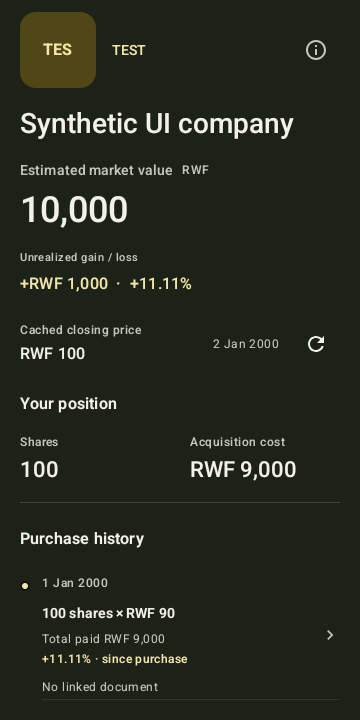 TES
TEST
Synthetic UI company
Estimated market value RWF
10,000
Unrealized gain / loss
+RWF 1,000 · +11.11%
Cached closing price
RWF 100
2 Jan 2000
Your position
Shares
100
Acquisition cost
RWF 9,000
Purchase history
1 Jan 2000
100 shares × RWF 90
Total paid RWF 9,000
+11.11% · since purchase
No linked document